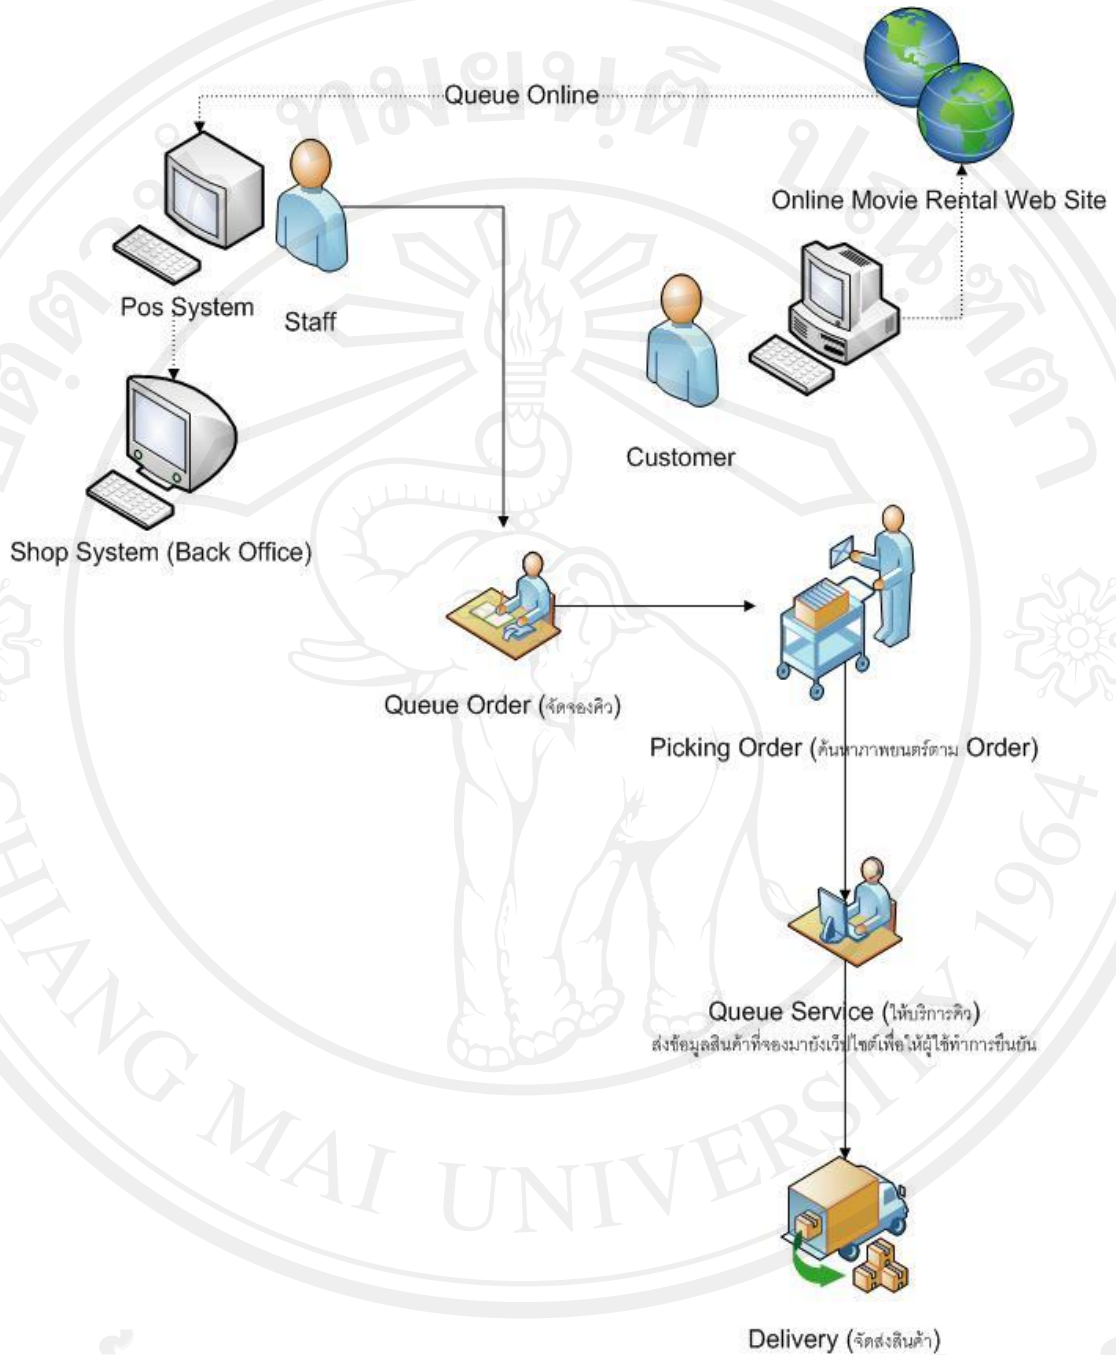 Queue Online
Online Movie Rental Web Site
Pos System
Staff
Customer
Shop System (Back Office)
Queue Order (จัดจองคิว)
Picking Order (ค้นหาภาพยนตร์ตาม Order)
Queue Service (ให้บริการคิว)
ส่งข้อมูลสินค้าที่จองมายังเว็ปไซต์เพื่อให้ผู้ใช้ทำการยืนยัน
Delivery (จัดส่งสินค้า)
CHIANG MAI UNIVERSITY 1964